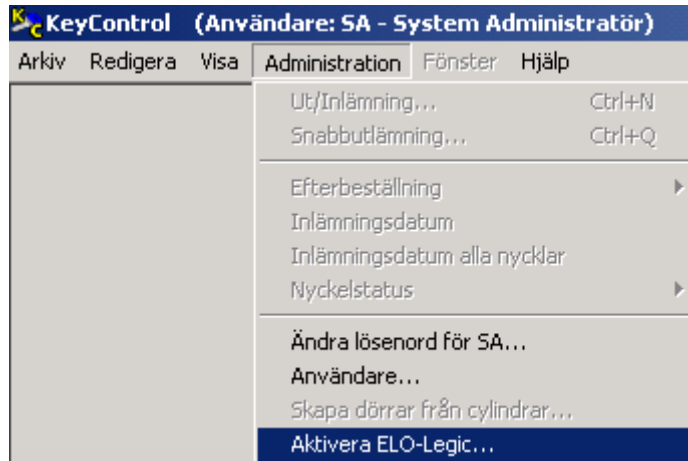 KeyControl (Användare: SA - System Administratör)
Arkiv Redigera Visa Administration Fönster Hjälp
Ut/Inlämning... Ctrl+N
Snabbutlämning... Ctrl+Q
Efterbeställning
Inlämningsdatum
Inlämningsdatum alla nycklar
Nyckelstatus
Ändra lösenord för SA...
Användare...
Skapa dörrar från cylindrar...
Aktivera ELO-Legic...